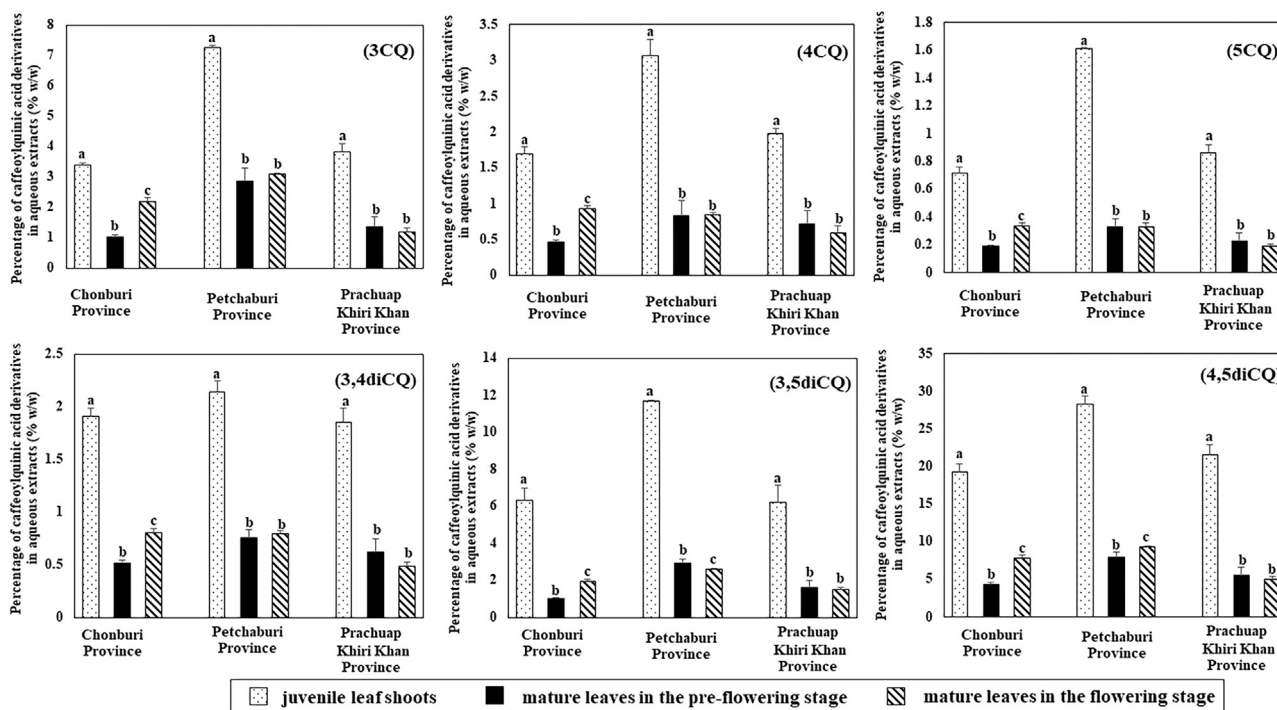 Percentage of caffeoylquinic acid derivatives
in aqueous extracts (% w/w)
8
7
6
5
4
3
2
1
0
(3CQ)
a
b
c
a
b
b
a
b
b
Chonburi
Province
Petchaburi
Province
Prachuap
Khiri Khan
Province
Percentage of caffeoylquinic acid derivatives
in aqueous extracts (% w/w)
3.5
3
2.5
2
1.5
1
0.5
0
(4CQ)
a
b
c
a
b
b
a
b
b
Chonburi
Province
Petchaburi
Province
Prachuap
Khiri Khan
Province
Percentage of caffeoylquinic acid derivatives
in aqueous extracts (% w/w)
1.8
1.6
1.4
1.2
1
0.8
0.6
0.4
0.2
0
(5CQ)
a
b
c
a
b
b
a
b
b
Chonburi
Province
Petchaburi
Province
Prachuap
Khiri Khan
Province
Percentage of caffeoylquinic acid derivatives
in aqueous extracts (% w/w)
2.5
2
1.5
1
0.5
0
(3,4diCQ)
a
b
c
a
b
b
a
b
b
Chonburi
Province
Petchaburi
Province
Prachuap
Khiri Khan
Province
Percentage of caffeoylquinic acid derivatives
in aqueous extracts (% w/w)
14
12
10
8
6
4
2
0
(3,5diCQ)
a
b
c
a
b
c
a
b
b
Chonburi
Province
Petchaburi
Province
Prachuap
Khiri Khan
Province
Percentage of caffeoylquinic acid derivatives
in aqueous extracts (% w/w)
35
30
25
20
15
10
5
0
(4,5diCQ)
a
b
c
a
b
c
a
b
b
Chonburi
Province
Petchaburi
Province
Prachuap
Khiri Khan
Province
juvenile leaf shoots
mature leaves in the pre-flowering stage
mature leaves in the flowering stage